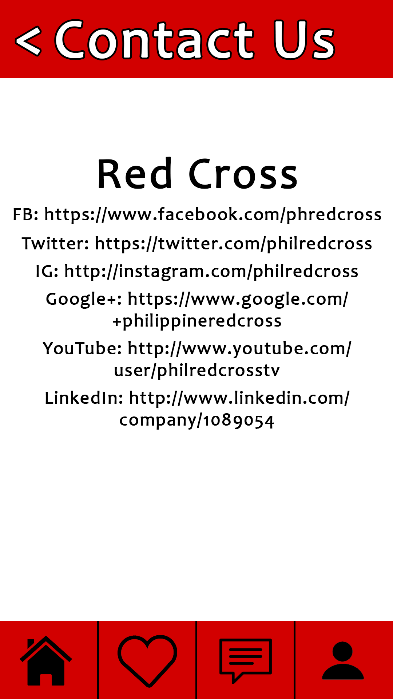 < Contact Us
Red Cross
FB: https://www.facebook.com/phredcross
Twitter: https://twitter.com/philredcross
IG: http://instagram.com/philredcross
Google+: https://www.google.com/
+philippineredcross
YouTube: http://www.youtube.com/
user/philredcrosstv
LinkedIn: http://www.linkedin.com/
company/1089054